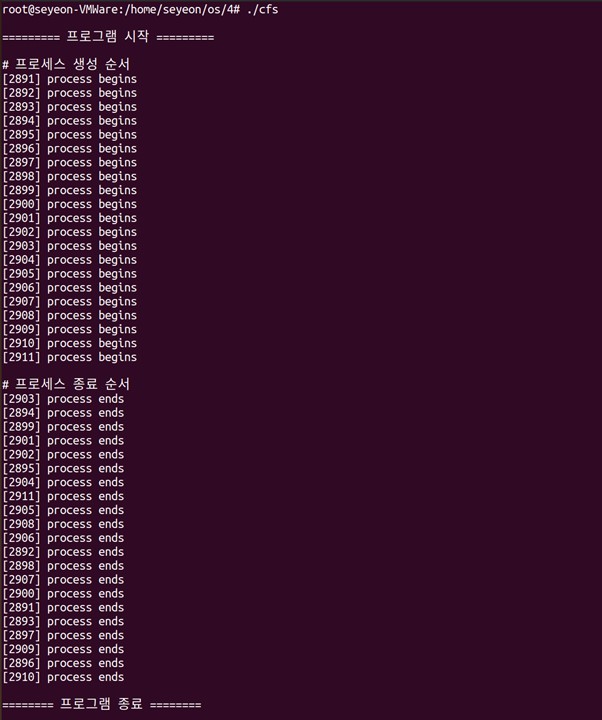 root@seyeon-VMWare:/home/seyeon/os/4# ./cfs
========= 프로그램 시작 =========
# 프로세스 생성 순서
[2891] process begins
[2892] process begins
[2893] process begins
[2894] process begins
[2895] process begins
[2896] process begins
[2897] process begins
[2898] process begins
[2899] process begins
[2900] process begins
[2901] process begins
[2902] process begins
[2903] process begins
[2904] process begins
[2905] process begins
[2906] process begins
[2907] process begins
[2908] process begins
[2909] process begins
[2910] process begins
[2911] process begins
# 프로세스 종료 순서
[2903] process ends
[2894] process ends
[2899] process ends
[2901] process ends
[2902] process ends
[2895] process ends
[2904] process ends
[2911] process ends
[2905] process ends
[2908] process ends
[2906] process ends
[2892] process ends
[2898] process ends
[2907] process ends
[2900] process ends
[2891] process ends
[2893] process ends
[2897] process ends
[2909] process ends
[2896] process ends
[2910] process ends
======== 프로그램 종료 ========